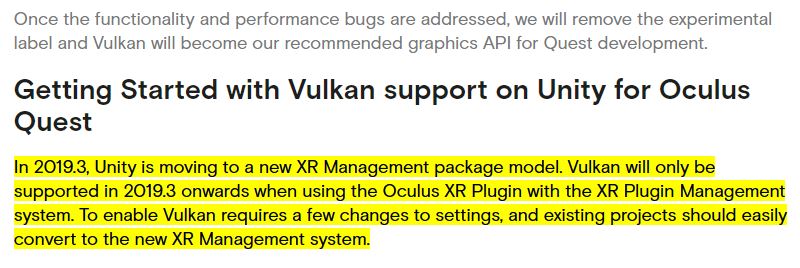 Once the functionality and performance bugs are addressed, we will remove the experimental
label and Vulkan will become our recommended graphics API for Quest development.
Getting Started with Vulkan support on Unity for Oculus
Quest
In 2019.3, Unity is moving to a new XR Management package model. Vulkan will only be
supported in 2019.3 onwards when using the Oculus XR Plugin with the XR Plugin Management
system. To enable Vulkan requires a few changes to settings, and existing projects should easily
convert to the new XR Management system.